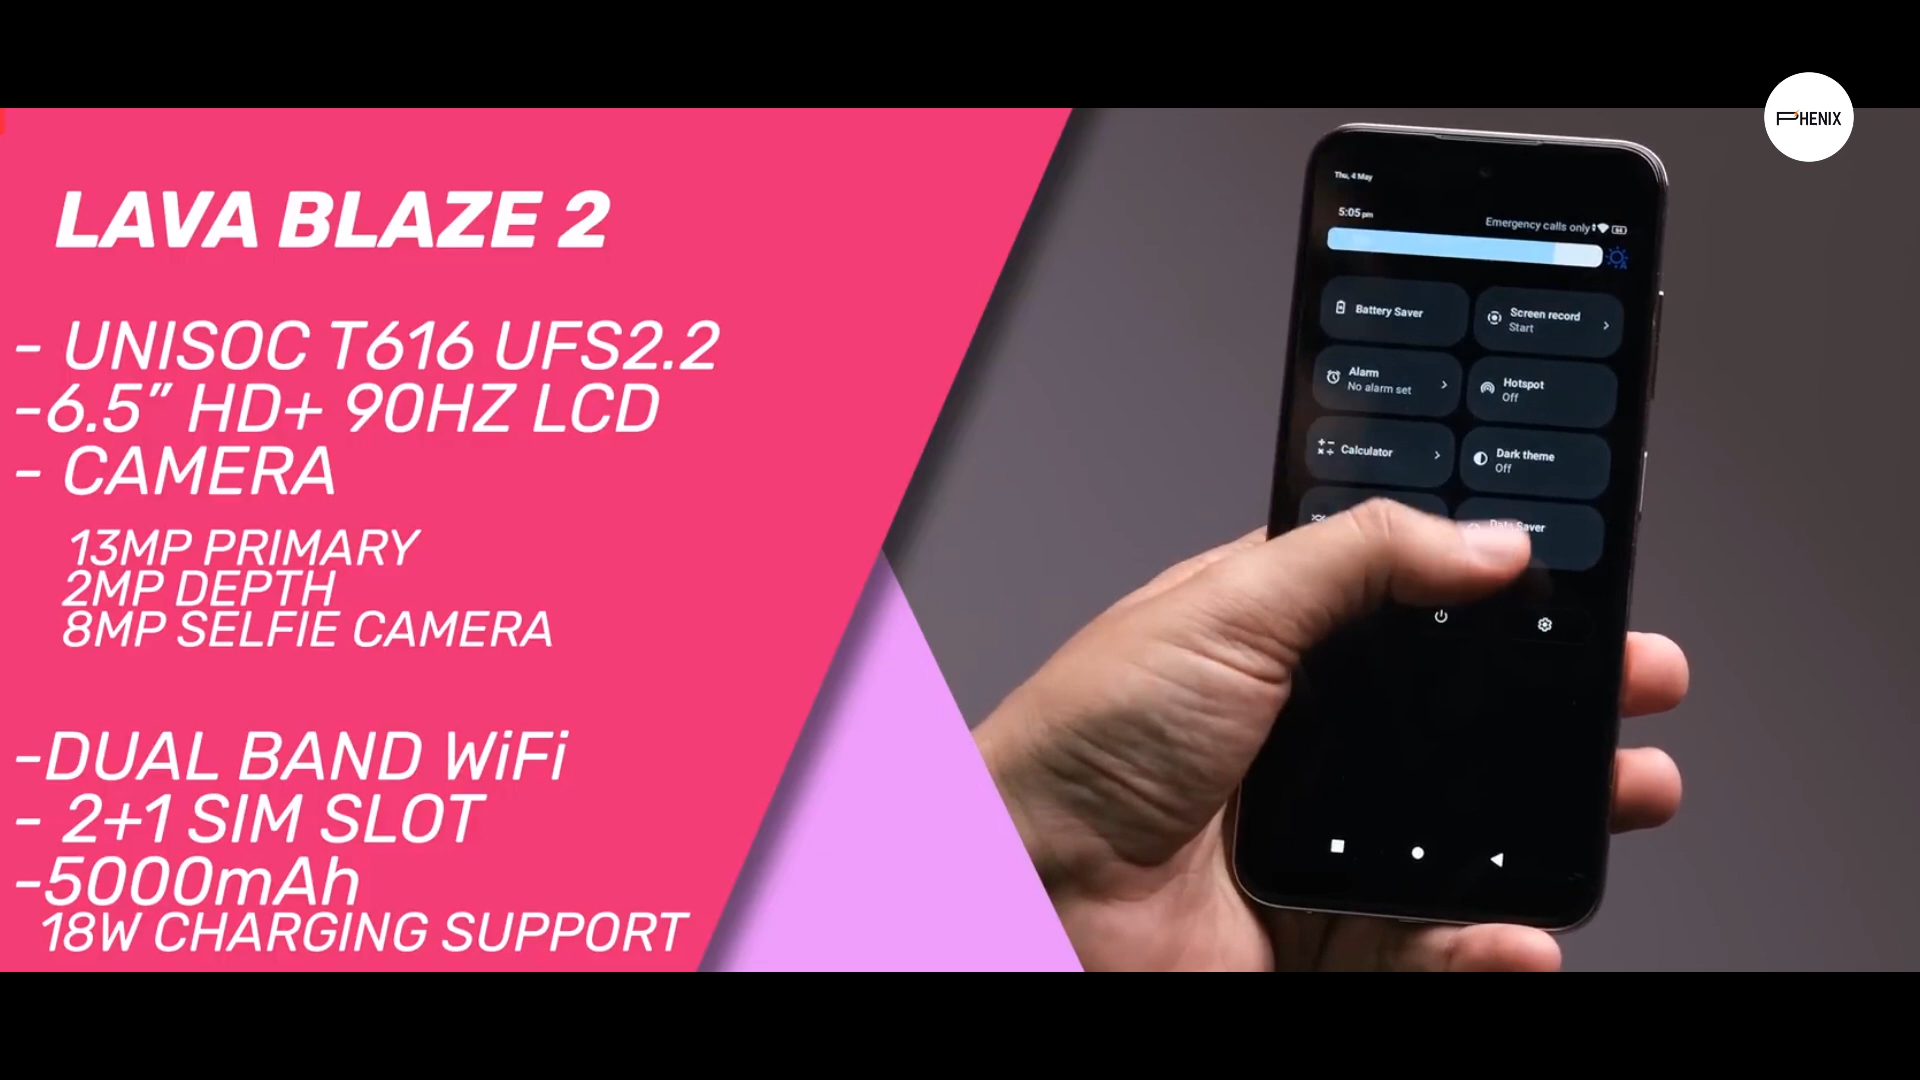 PHENIX
LAVA BLAZE 2
- UNISOC T616 UFS2.2
-6.5” HD+ 90HZ LCD
- CAMERA
13MP PRIMARY
2MP DEPTH
8MP SELFIE CAMERA
-DUAL BAND WiFi
- 2+1 SIM SLOT
-5000mAh
18W CHARGING SUPPORT
Thu, 4 May
5:05 pm
Emergency calls only
Battery Saver
Screen record
Start
Alarm
No alarm set
Hotspot
Off
Calculator
Dark theme
Off
Data Saver